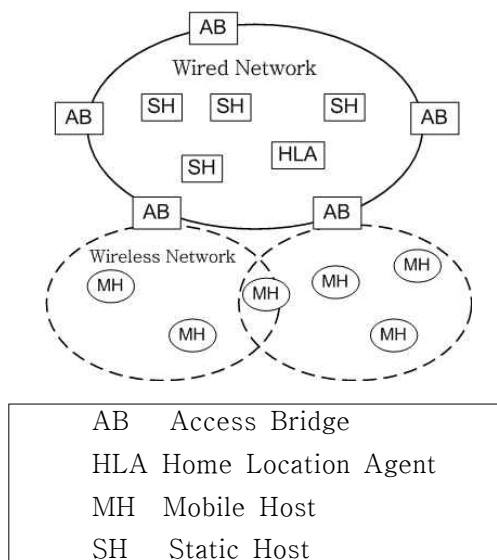 AB
Wired Network
SH SH SH
AB AB
SH HLA
AB AB
Wireless Network
MH MH MH MH
MH MH
AB Access Bridge
HLA Home Location Agent
MH Mobile Host
SH Static Host